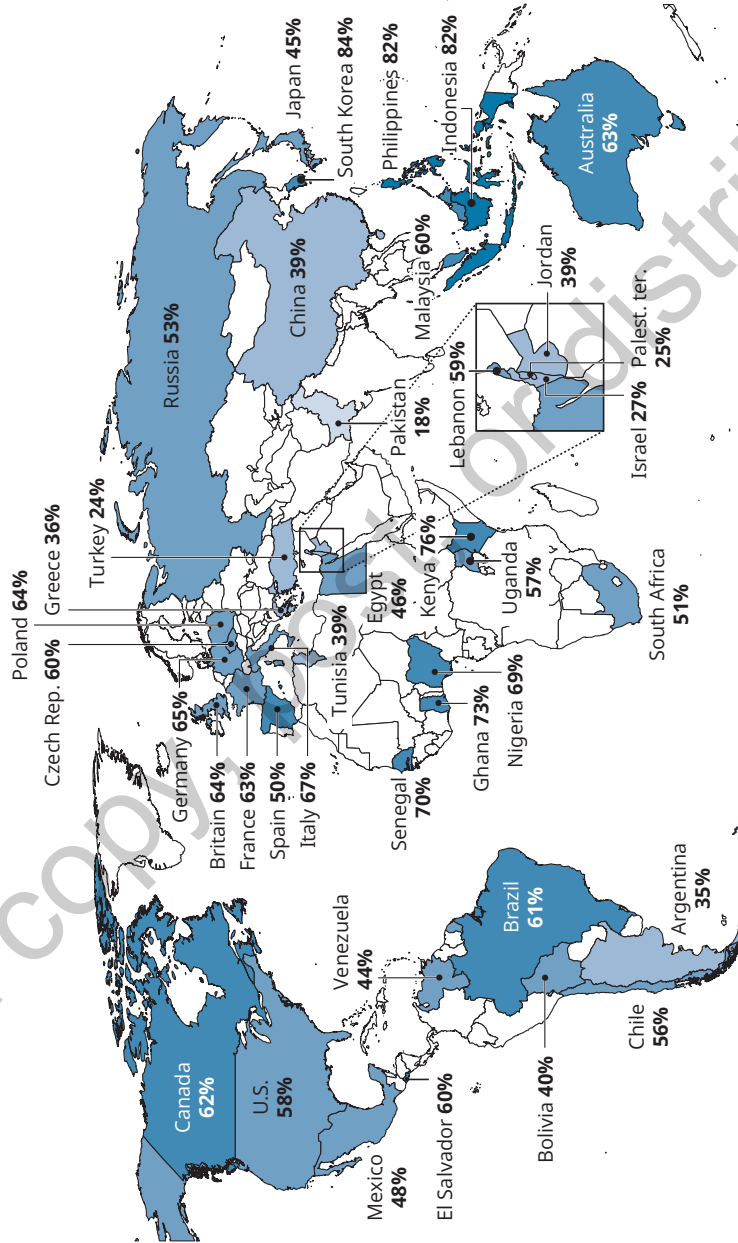 Canada
62%
U.S.
58%
Mexico
48%
El Salvador 60%
Venezuela
44%
Brazil
61%
Bolivia 40%
Chile
56%
Argentina
35%
Poland 64%
Czech Rep. 60%
Greece 36%
Turkey 24%
Germany 65%
Britain 64%
France 63%
Spain 50%
Italy 67%
Tunisia 39%
Egypt
46%
Kenya 76%
Uganda
57%
Senegal
70%
Ghana 73%
Nigeria 69%
South Africa
51%
Russia 53%
China 39%
Japan 45%
South Korea 84%
Philippines 82%
Indonesia 82%
Malaysia 60%
Pakistan
18%
Australia
63%
Lebanon 59%
Jordan
39%
Israel 27%
Palest. ter.
25%
copy, post, or distri